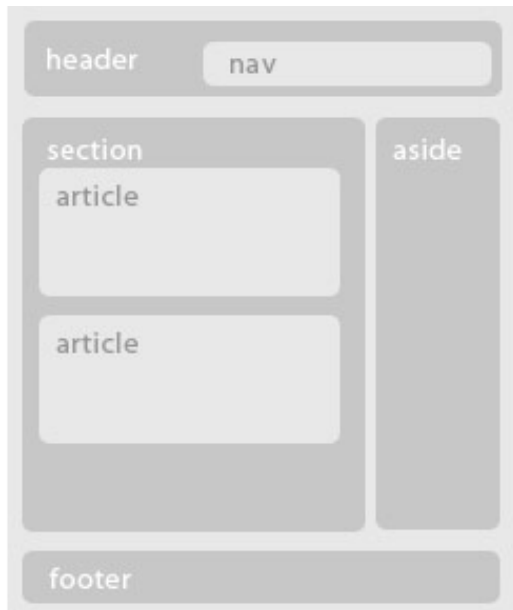 header
nav
section
aside
article
article
footer